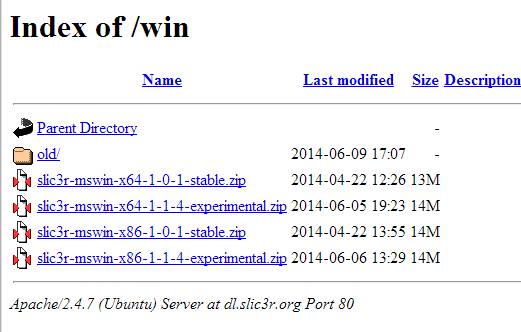 Index of /win
Name Last modified Size Description
Parent Directory -
old/ 2014-06-09 17:07 -
slic3r-mswin-x64-1-0-1-stable.zip 2014-04-22 12:26 13M
slic3r-mswin-x64-1-1-4-experimental.zip 2014-06-05 19:23 14M
slic3r-mswin-x86-1-0-1-stable.zip 2014-04-22 13:55 14M
slic3r-mswin-x86-1-1-4-experimental.zip 2014-06-06 13:29 14M
Apache/2.4.7 (Ubuntu) Server at dl.slic3r.org Port 80